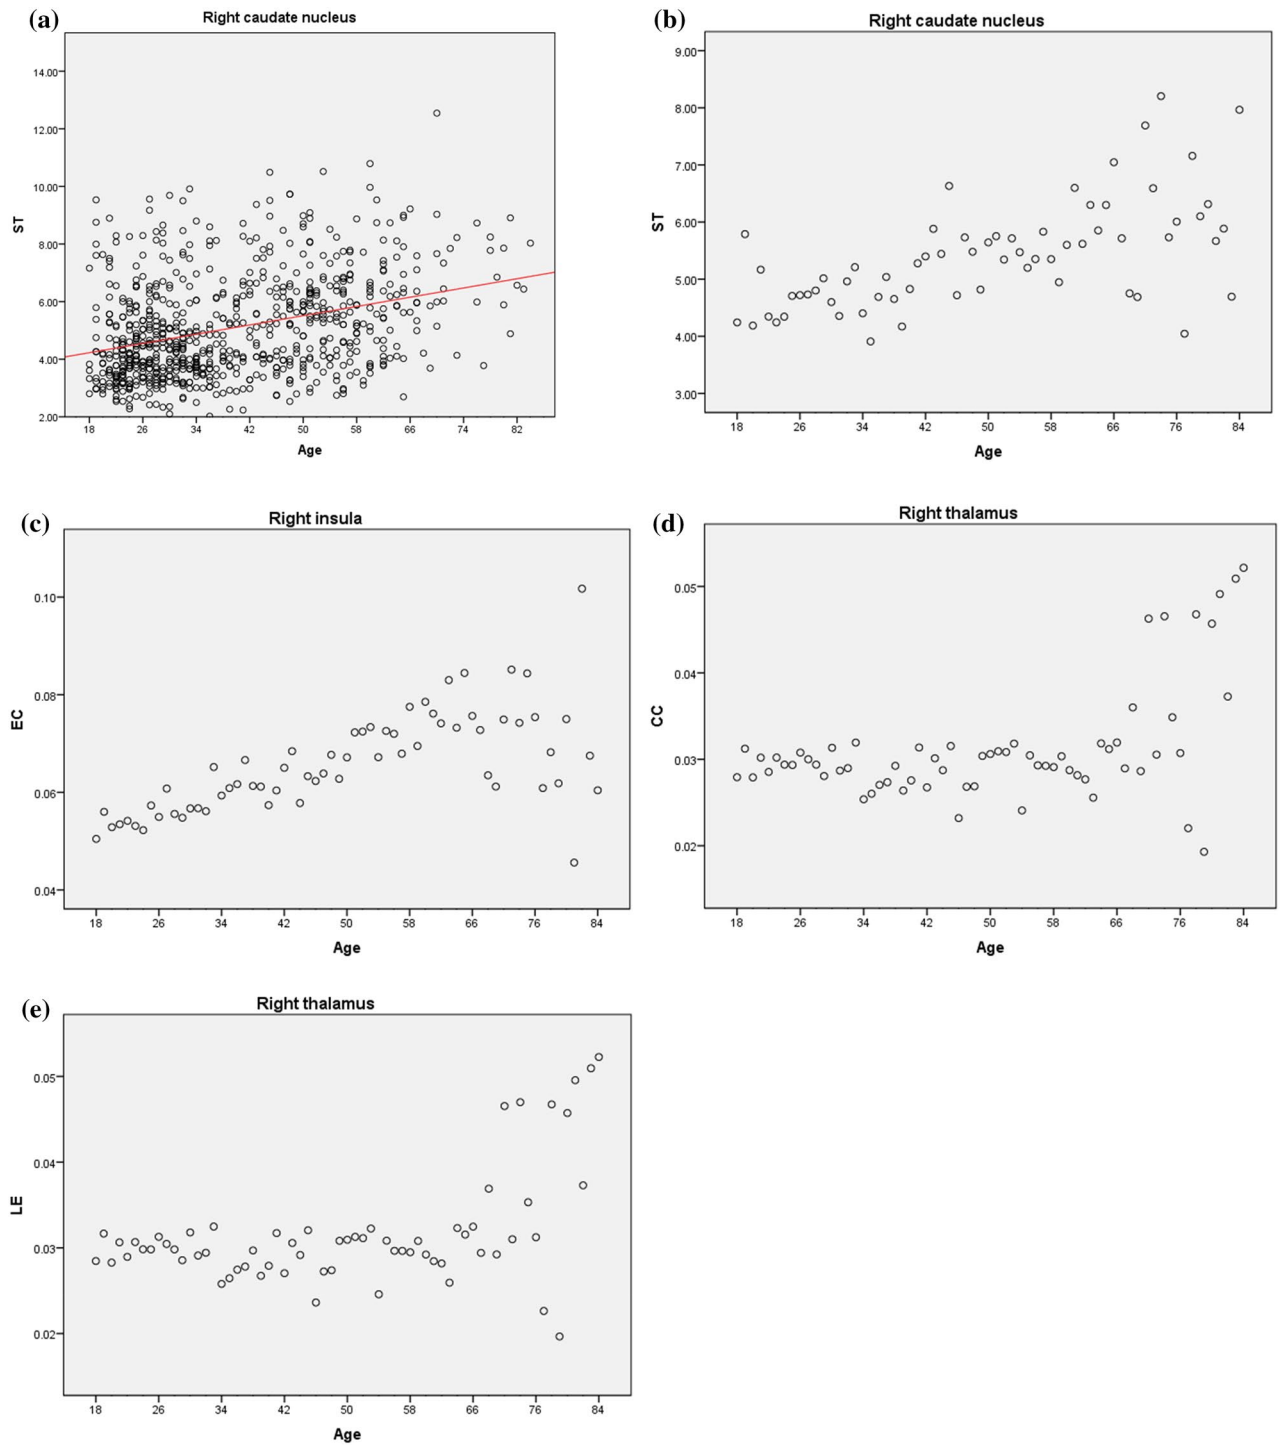 (a)
Right caudate nucleus
14.00
12.00
10.00
8.00
6.00
4.00
2.00
ST
18 26 34 42 50 58 66 74 82
Age
(b)
Right caudate nucleus
9.00
8.00
7.00
6.00
5.00
4.00
3.00
ST
18 26 34 42 50 58 66 76 84
Age
(c)
Right insula
0.10
0.08
0.06
0.04
EC
18 26 34 42 50 58 66 76 84
Age
(d)
Right thalamus
0.05
0.04
0.03
0.02
CC
18 26 34 42 50 58 66 76 84
Age
(e)
Right thalamus
0.05
0.04
0.03
0.02
LE
18 26 34 42 50 58 66 76 84
Age